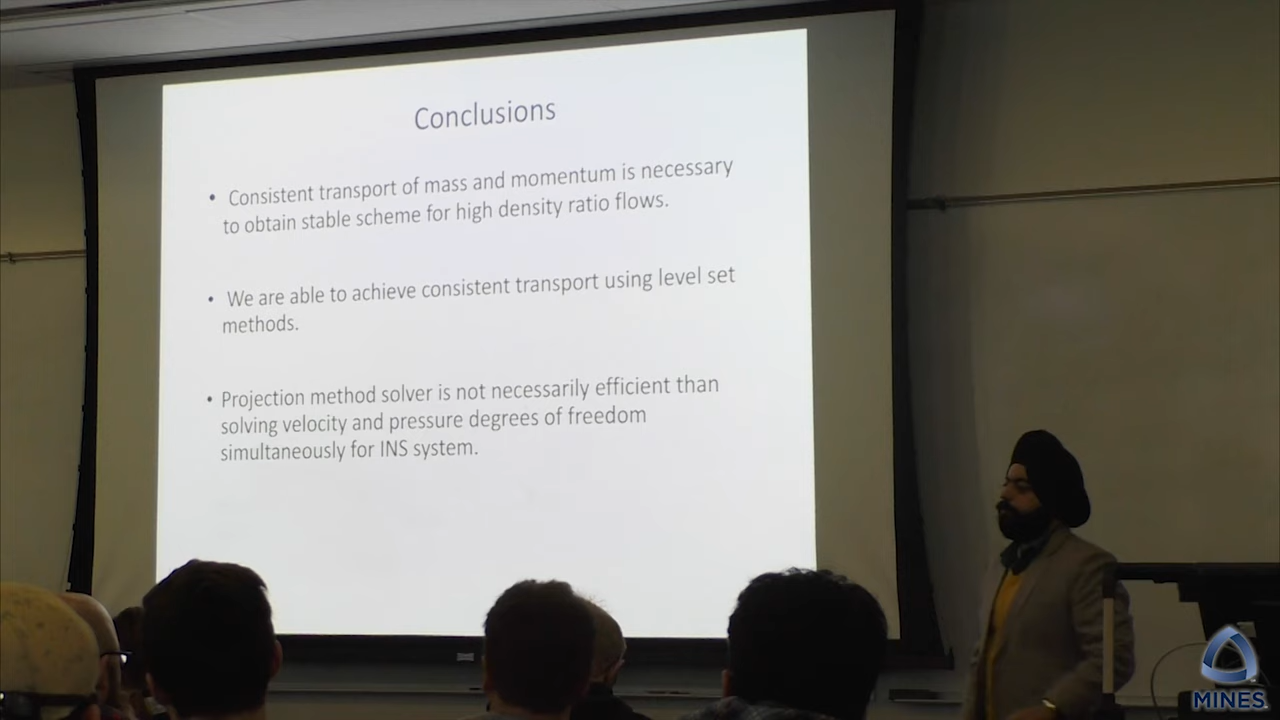 Conclusions
• Consistent transport of mass and momentum is necessary
to obtain stable scheme for high density ratio flows.
• We are able to achieve consistent transport using level set
methods.
• Projection method solver is not necessarily efficient than
solving velocity and pressure degrees of freedom
simultaneously for INS system.
MINES